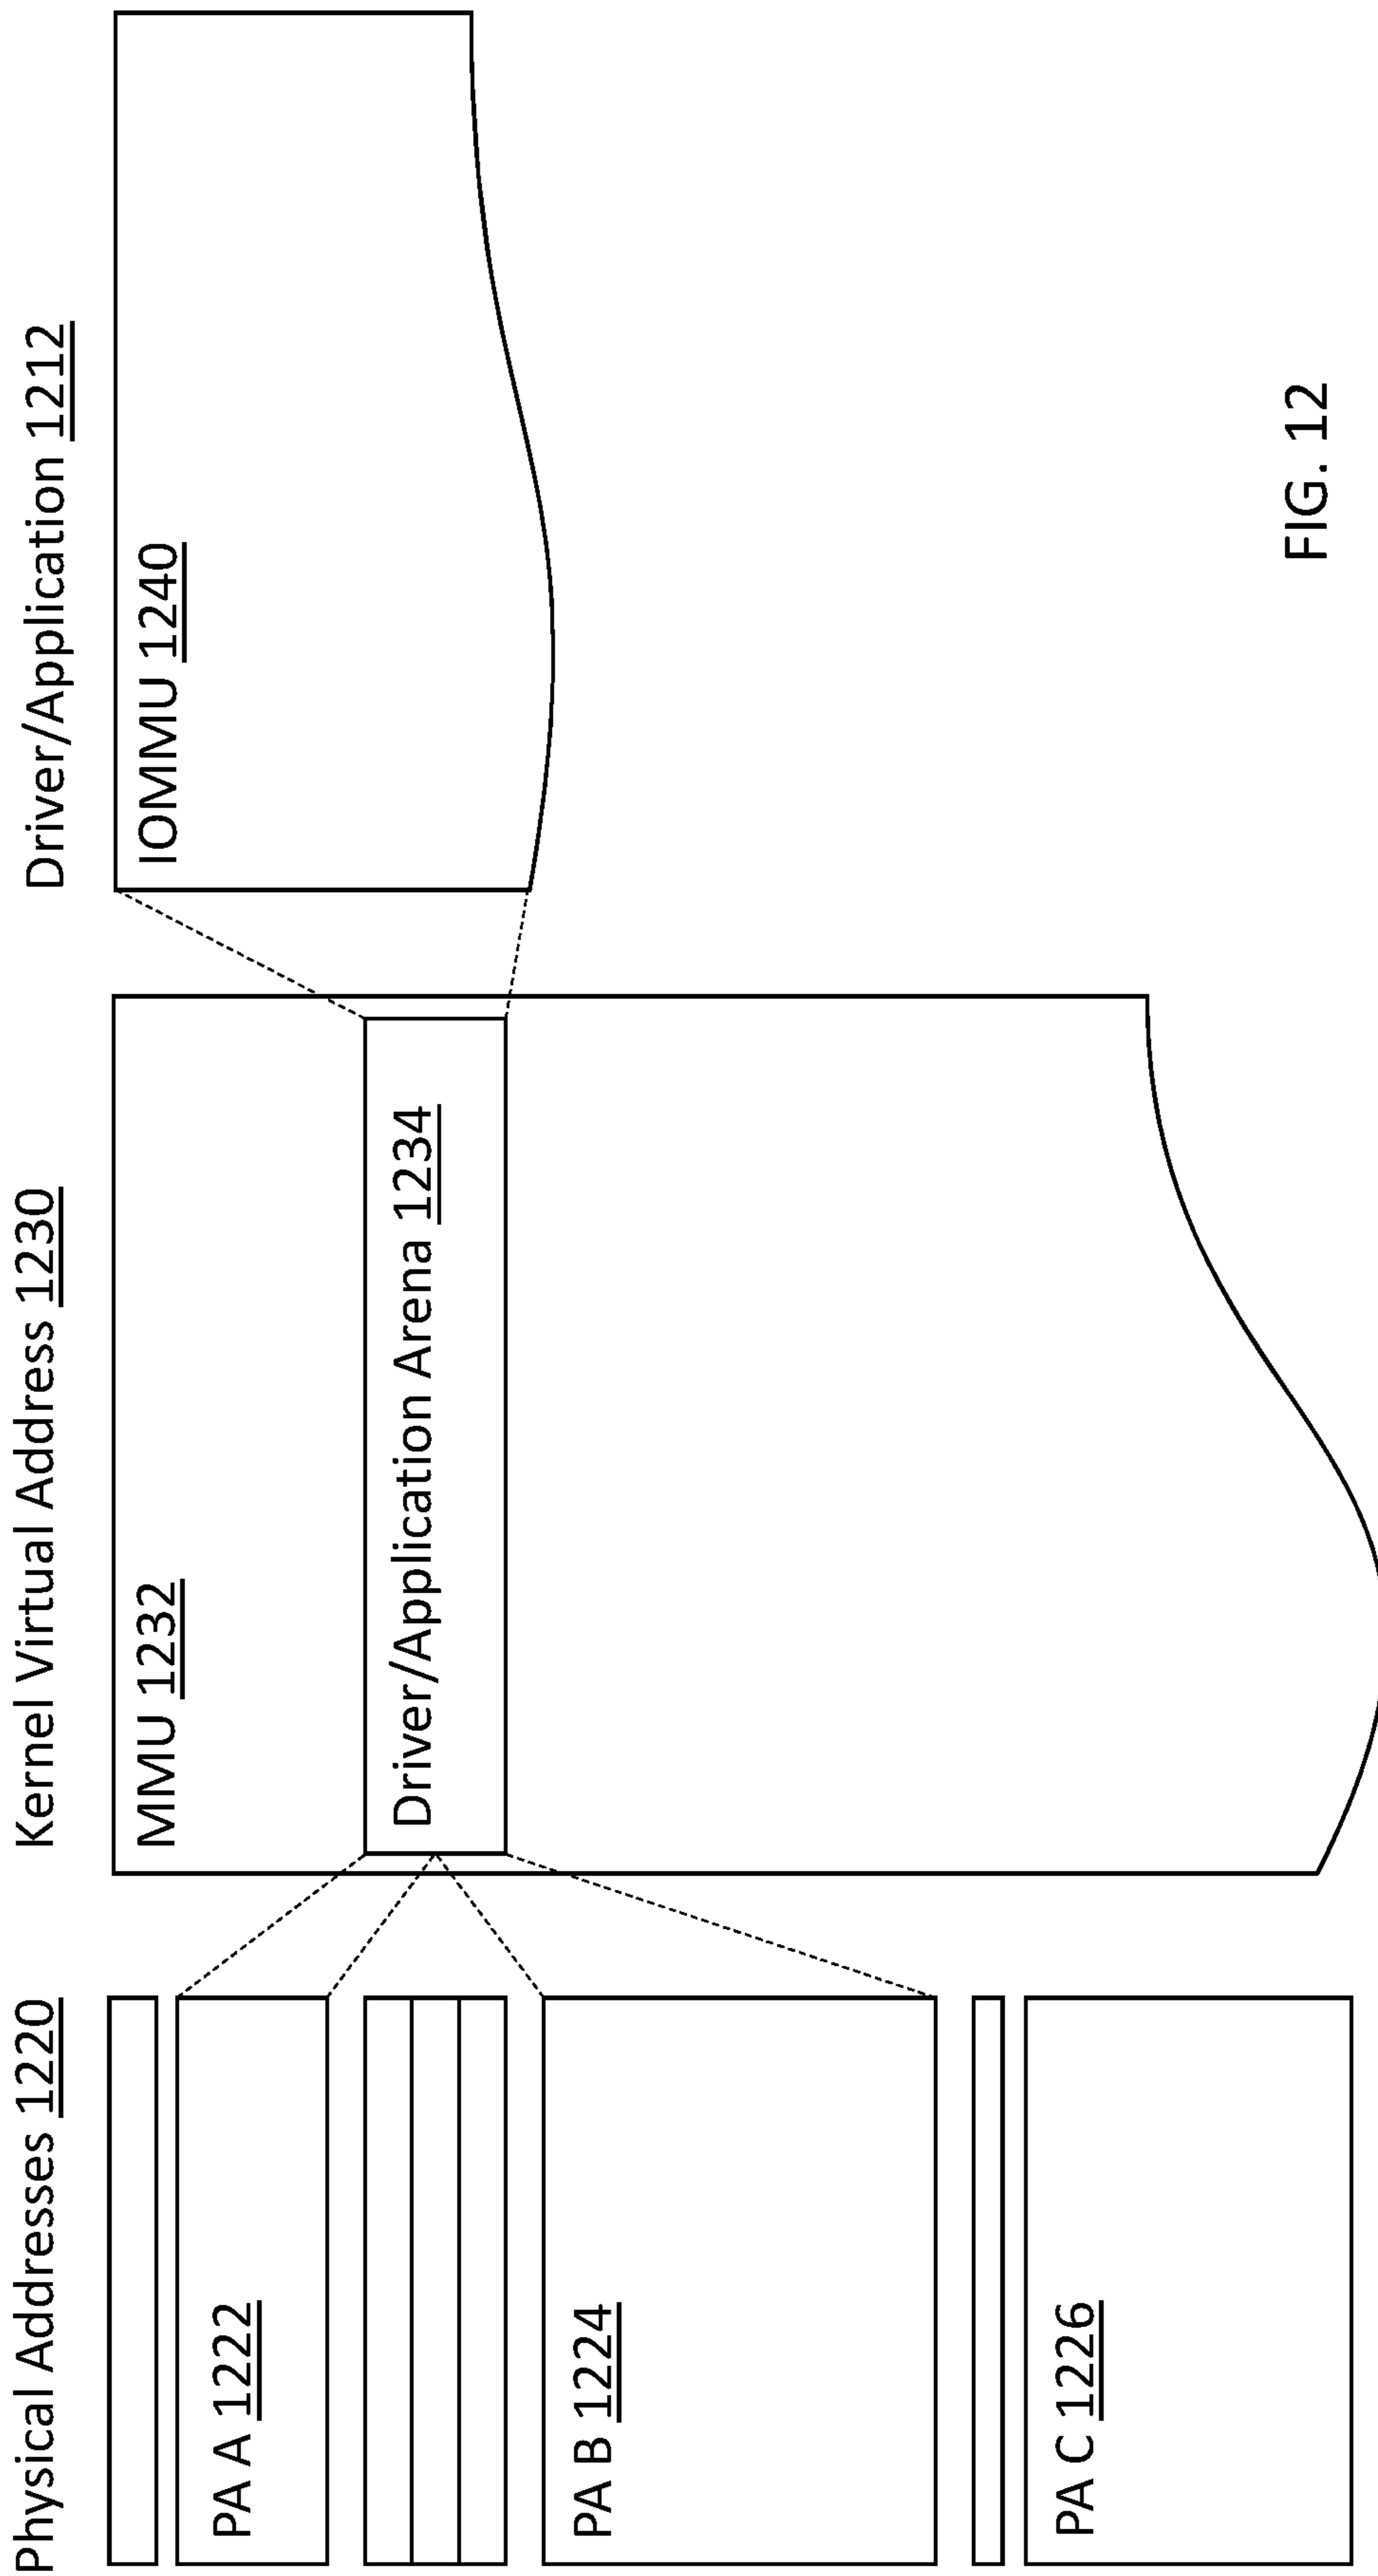 Physical Addresses 1220
PA A 1222
PA B 1224
PA C 1226
Kernel Virtual Address 1230
MMU 1232
Driver/Application Arena 1234
Driver/Application 1212
IOMMU 1240
FIG. 12